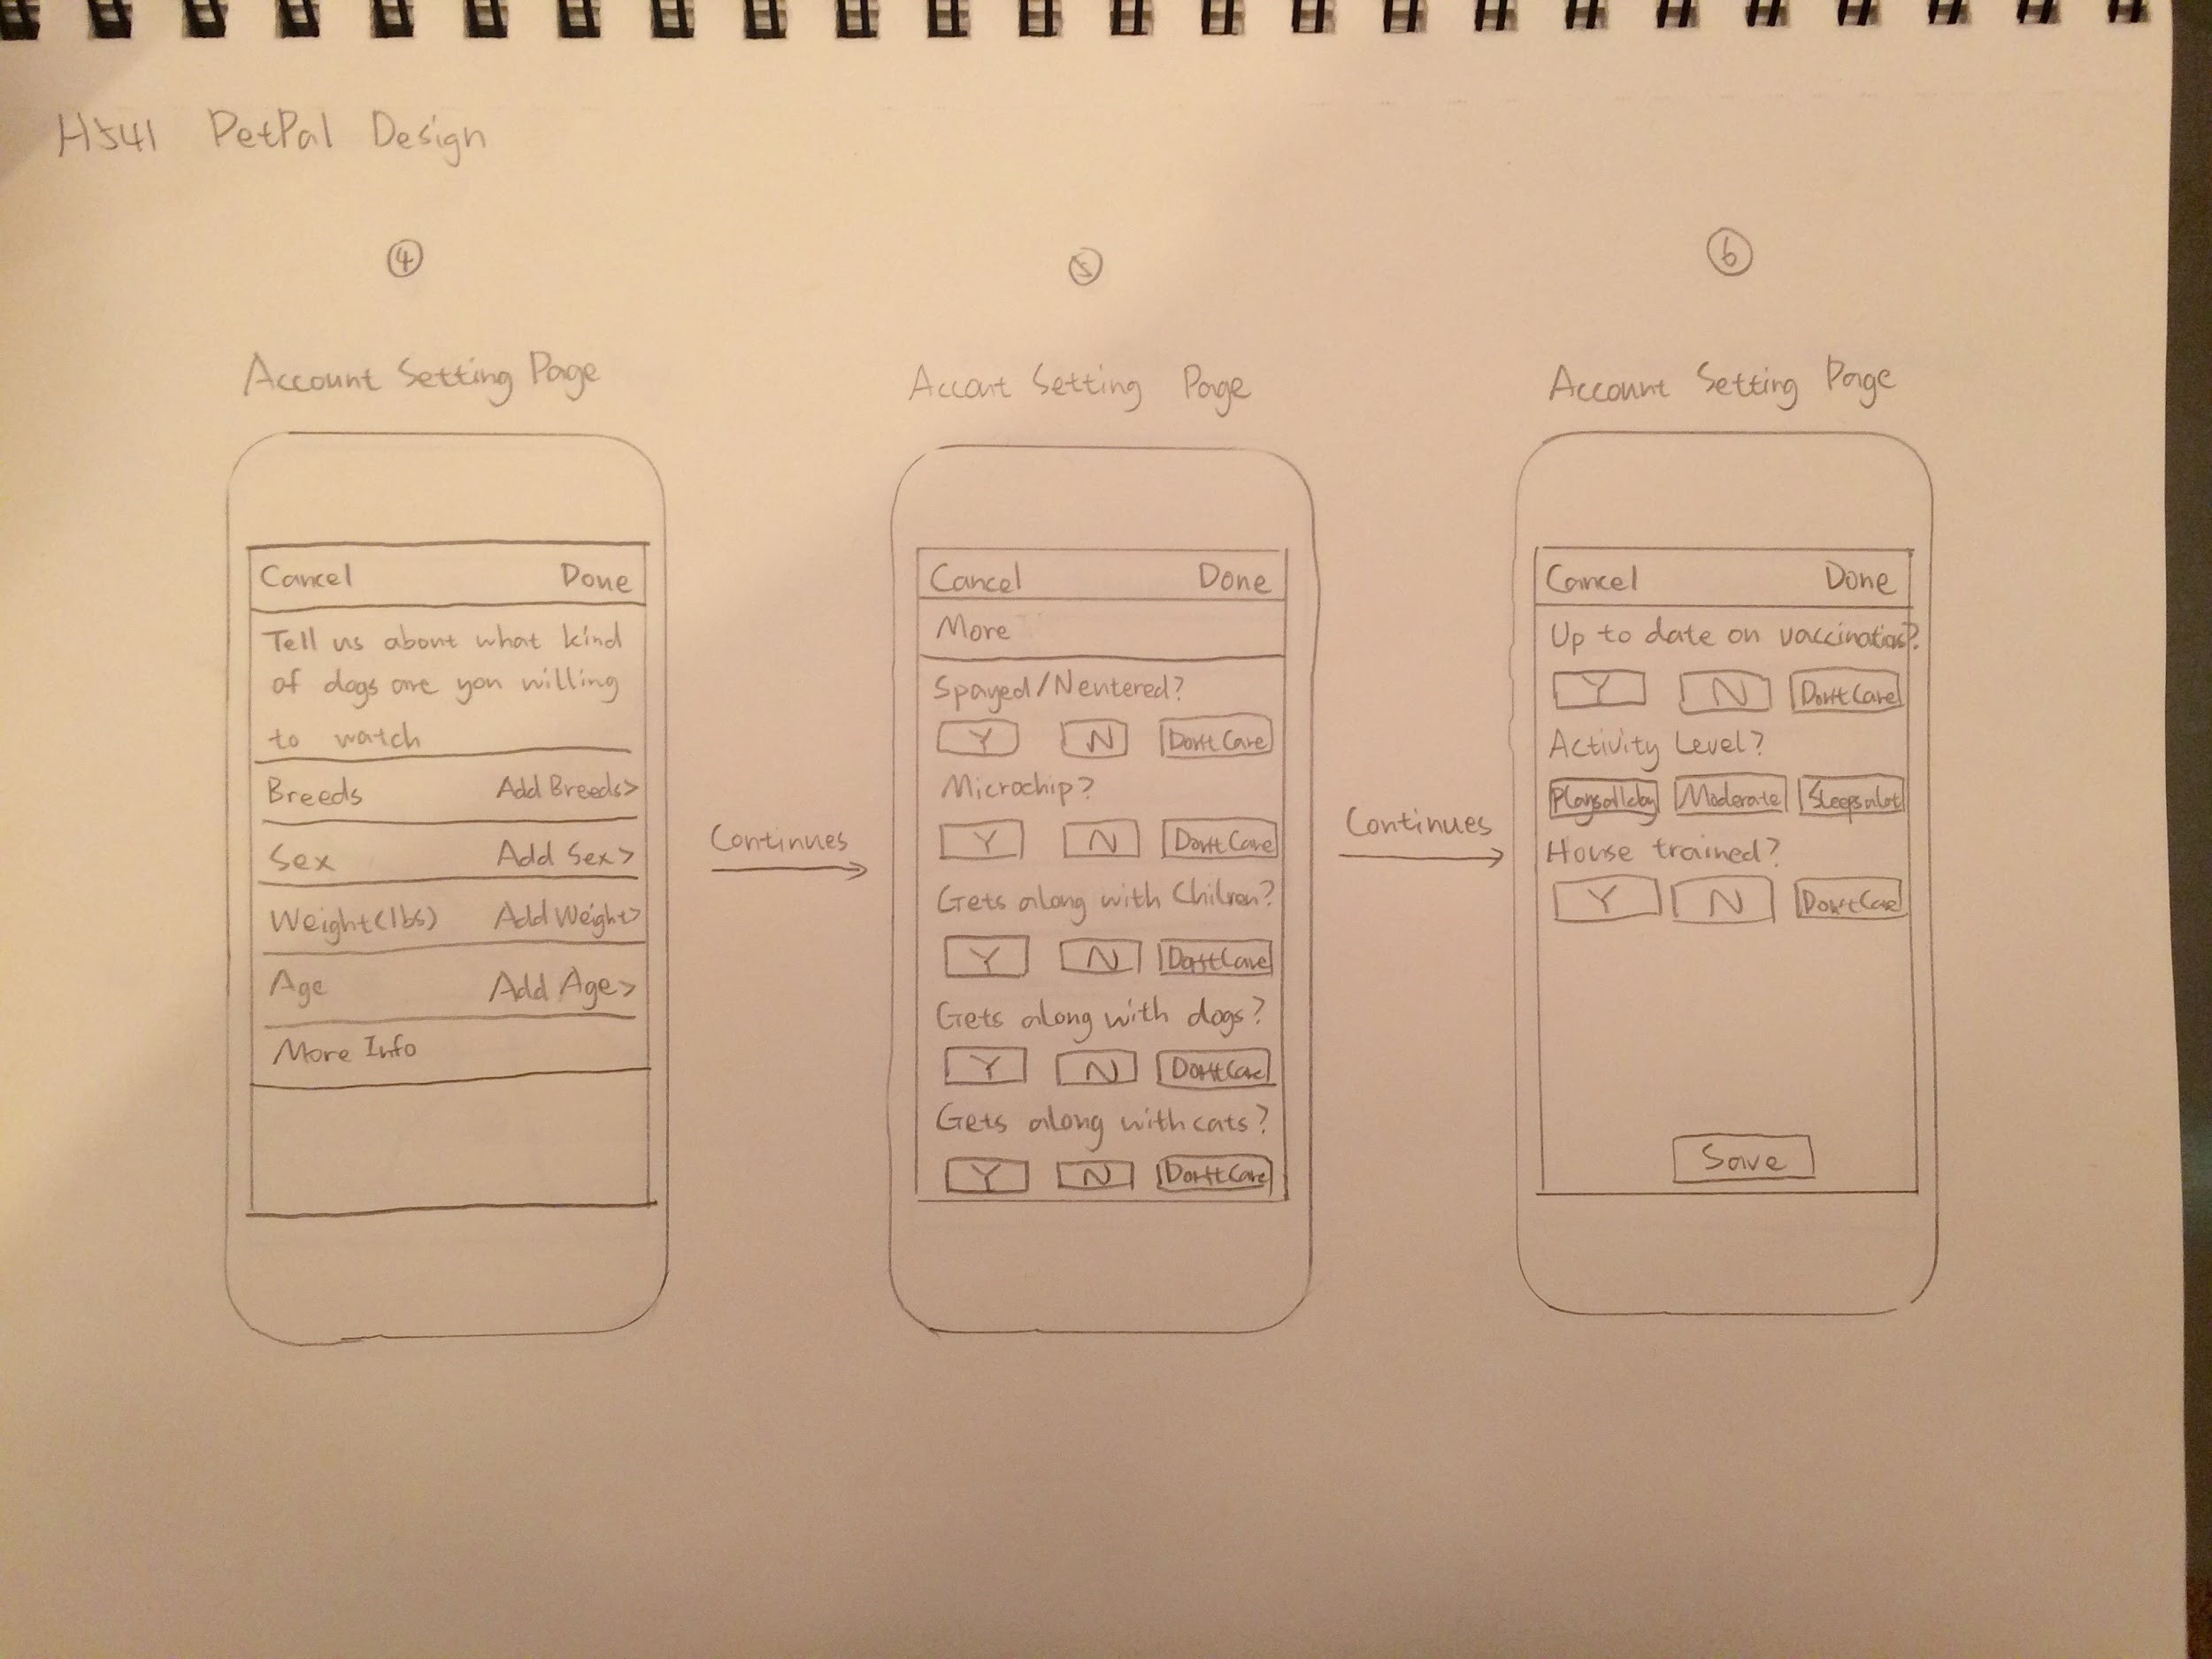 H541 PetPal Design
④
Account Setting Page
Cancel Done
Tell us about what kind
of dogs are you willing
to watch
Breeds Add Breeds>
Sex Add Sex>
Weight(lbs) Add Weight>
Age Add Age>
More Info
Continues
⑤
Accont Setting Page
Cancel Done
More
Spayed/Neutered?
Y N Don't Care
Microchip?
Y N Don't Care
Gets along with Chilren?
Y N Don't Care
Gets along with dogs?
Y N Don't Care
Gets along with cats?
Y N Don't Care
Continues
⑥
Account Setting Page
Cancel Done
Up to date on vaccinations?
Y N Don't Care
Activity Level?
Plays all day Moderate Sleeps a lot
House trained?
Y N Don't Care
Save